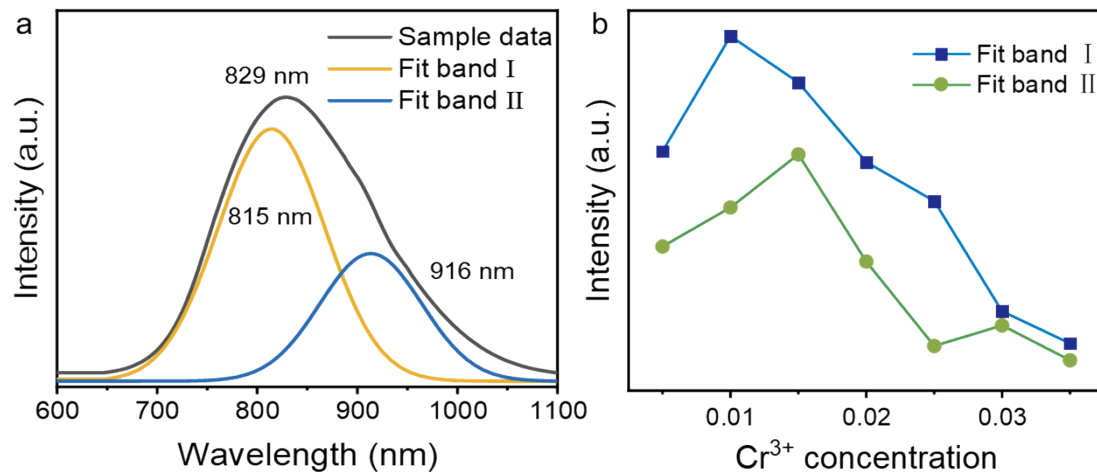 a
Sample data
829 nm
Fit band I
Fit band II
815 nm
916 nm
Intensity (a.u.)
600 700 800 900 1000 1100
Wavelength (nm)
b
Fit band I
Fit band II
Intensity (a.u.)
0.01 0.02 0.03
Cr³⁺ concentration